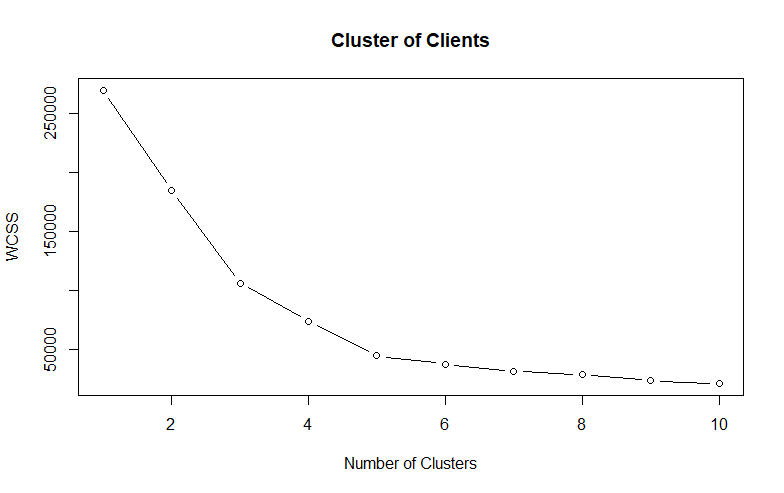 Cluster of Clients
WCSS
250000
150000
50000
2 4 6 8 10
Number of Clusters